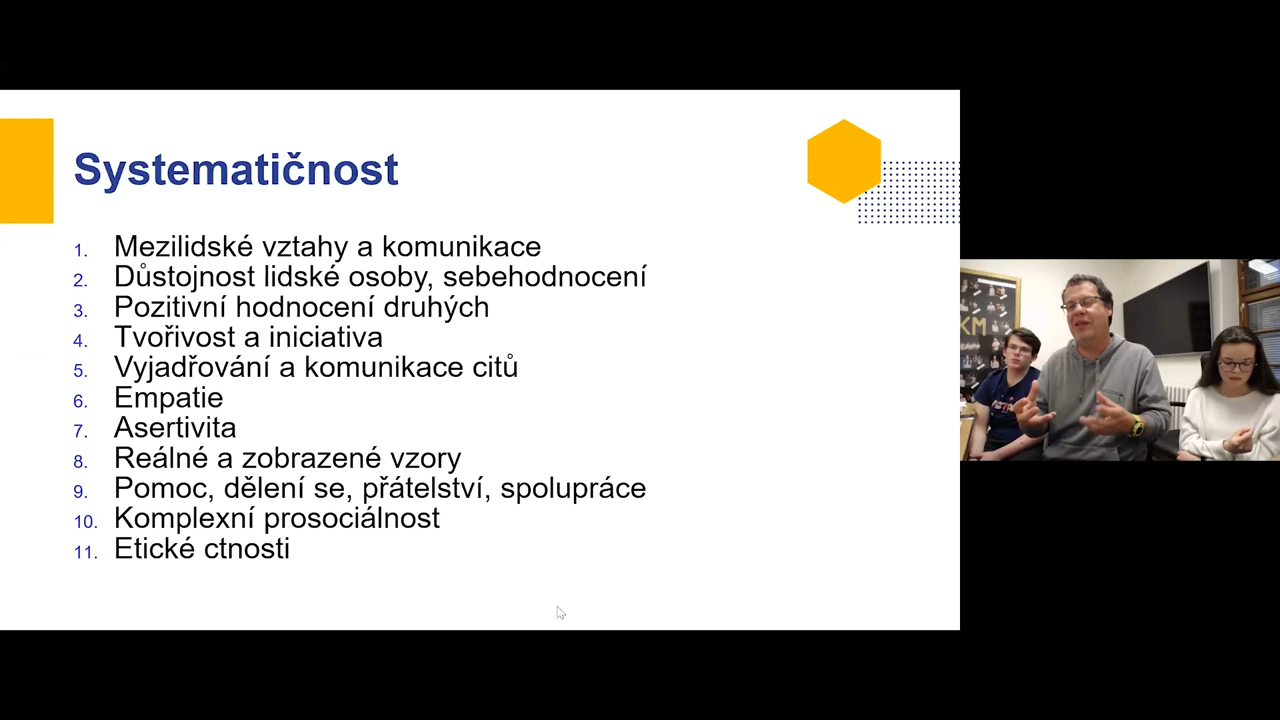 Systematičnost
1. Mezilidské vztahy a komunikace
2. Důstojnost lidské osoby, sebehodnocení
3. Pozitivní hodnocení druhých
4. Tvořivost a iniciativa
5. Vyjadřování a komunikace citů
6. Empatie
7. Asertivita
8. Reálné a zobrazené vzory
9. Pomoc, dělení se, přátelství, spolupráce
10. Komplexní prosociálnost
11. Etické ctnosti
KM